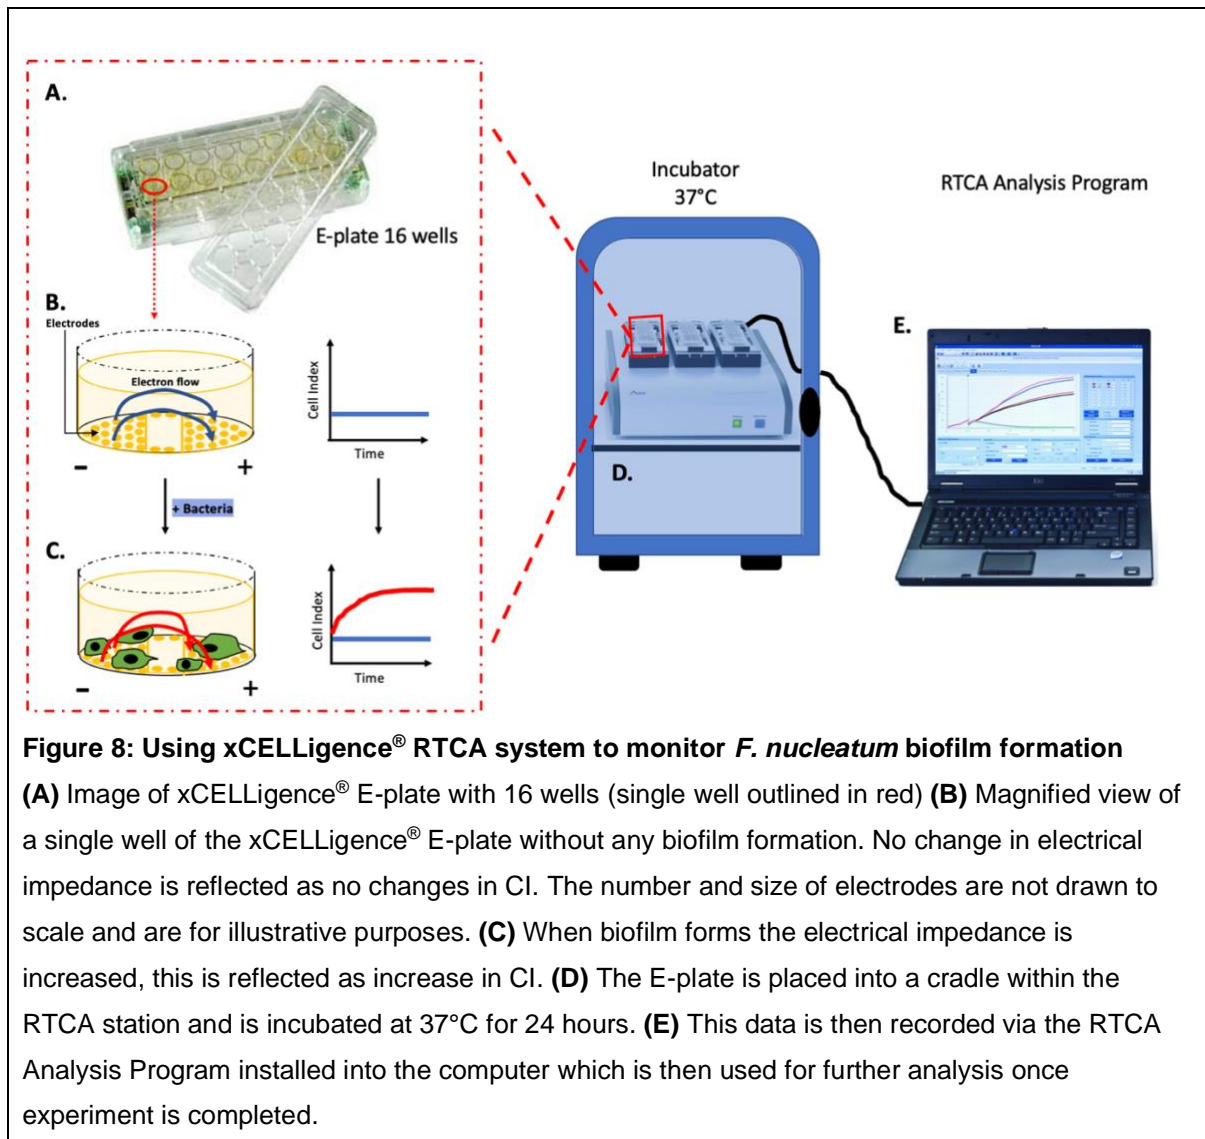 A.
E-plate 16 wells
B.
Electrodes
Electron flow
Cell Index
Time
- +
+ Bacteria
C.
Cell Index
Time
- +
Incubator
37°C
D.
RTCA Analysis Program
E.
Figure 8: Using xCELLigence® RTCA system to monitor F. nucleatum biofilm formation
(A) Image of xCELLigence® E-plate with 16 wells (single well outlined in red) (B) Magnified view of
a single well of the xCELLigence® E-plate without any biofilm formation. No change in electrical
impedance is reflected as no changes in CI. The number and size of electrodes are not drawn to
scale and are for illustrative purposes. (C) When biofilm forms the electrical impedance is
increased, this is reflected as increase in CI. (D) The E-plate is placed into a cradle within the
RTCA station and is incubated at 37°C for 24 hours. (E) This data is then recorded via the RTCA
Analysis Program installed into the computer which is then used for further analysis once
experiment is completed.